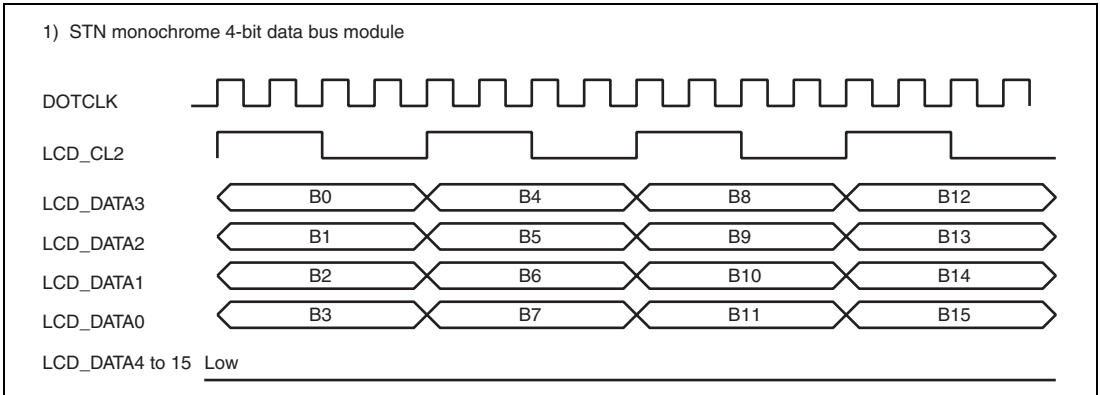 1) STN monochrome 4-bit data bus module
DOTCLK
LCD_CL2
LCD_DATA3 B0 B4 B8 B12
LCD_DATA2 B1 B5 B9 B13
LCD_DATA1 B2 B6 B10 B14
LCD_DATA0 B3 B7 B11 B15
LCD_DATA4 to 15 Low